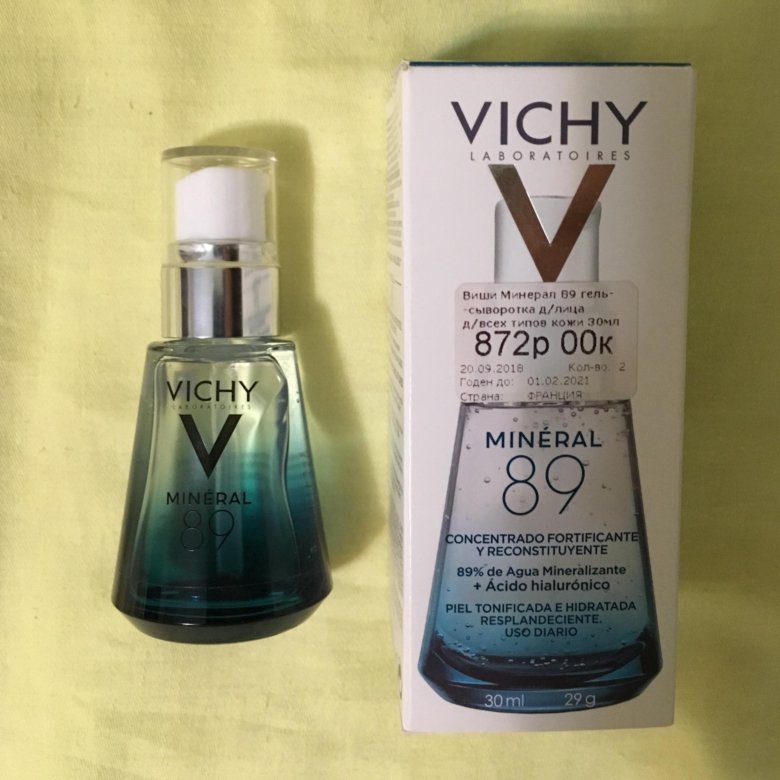 VICHY
LABORATOIRES
MINÉRAL
89
VICHY
LABORATOIRES
Виши Минерал 89 гель-
-сыворотка д/лица
д/всех типов кожи 30мл
872р 00к
20.09.2018 Кол-во: 2
Годен до: 01.02.2021
Страна: ФРАНЦИЯ
MINÉRAL
89
CONCENTRADO FORTIFICANTE
Y RECONSTITUYENTE
89% de Agua Mineralizante
+ Ácido hialurónico
PIEL TONIFICADA E HIDRATADA
RESPLANDECIENTE.
USO DIARIO
30 ml 29 g